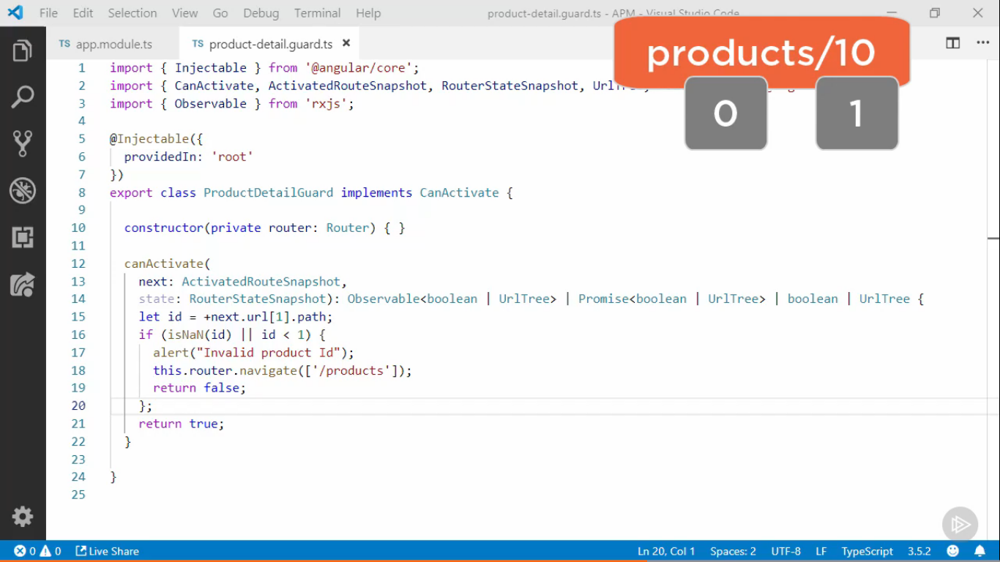 File Edit Selection View Go Debug Terminal Help product-detail.guard.ts - APM - Visual Studio Code
TS app.module.ts TS product-detail.guard.ts
products/10
0 1
1 import { Injectable } from '@angular/core';
2 import { CanActivate, ActivatedRouteSnapshot, RouterStateSnapshot,
3 import { Observable } from 'rxjs';
4
5 @Injectable({
6 providedIn: 'root'
7 })
8 export class ProductDetailGuard implements CanActivate {
9
10 constructor(private router: Router) { }
11
12 canActivate(
13 next: ActivatedRouteSnapshot,
14 state: RouterStateSnapshot): Observable<boolean | UrlTree> | Promise<boolean | UrlTree> | boolean | UrlTree {
15 let id = +next.url[1].path;
16 if (isNaN(id) || id < 1) {
17 alert("Invalid product Id");
18 this.router.navigate(['/products']);
19 return false;
20 };
21 return true;
22 }
23
24 }
25
0 0 Live Share Ln 20, Col 1 Spaces: 2 UTF-8 LF TypeScript 3.5.2